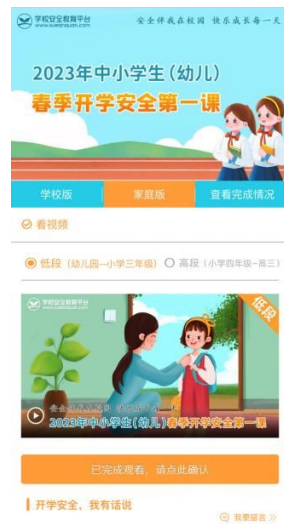 学校安全教育平台
安全伴我在校园 快乐成长每一天
2023年中小学生(幼儿)
春季开学安全第一课
学校版 家庭版 查看完成情况
看视频
低段 (幼儿园--小学三年级) 高段 (小学四年级-高三)
学校安全教育平台
低段
2023年中小学生(幼儿)春季开学安全第一课
已完成观看，请点此确认
开学安全，我有话说
我要留言 》